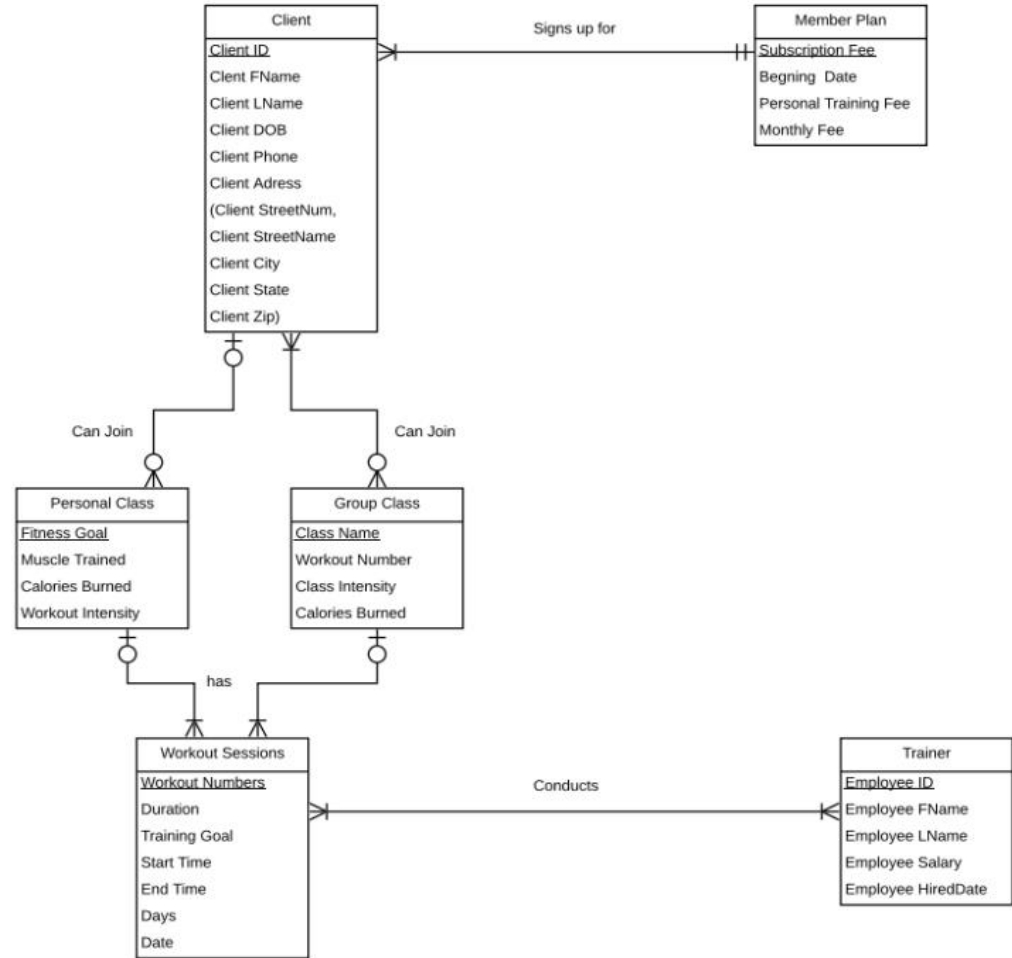 Client
Client ID
Clent FName
Client LName
Client DOB
Client Phone
Client Adress
(Client StreetNum,
Client StreetName
Client City
Client State
Client Zip)
Signs up for
Member Plan
Subscription Fee
Begning Date
Personal Training Fee
Monthly Fee
Can Join
Can Join
Personal Class
Fitness Goal
Muscle Trained
Calories Burned
Workout Intensity
Group Class
Class Name
Workout Number
Class Intensity
Calories Burned
has
Workout Sessions
Workout Numbers
Duration
Training Goal
Start Time
End Time
Days
Date
Conducts
Trainer
Employee ID
Employee FName
Employee LName
Employee Salary
Employee HiredDate